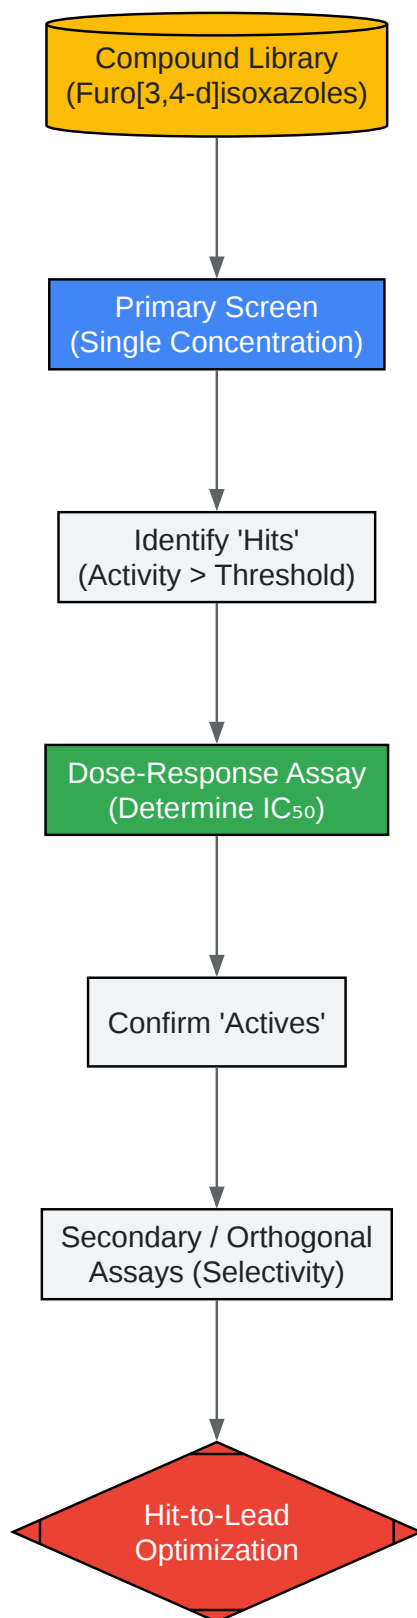 Compound Library
(Furo[3,4-d]isoxazoles)
Primary Screen
(Single Concentration)
Identify 'Hits'
(Activity > Threshold)
Dose-Response Assay
(Determine IC₅₀)
Confirm 'Actives'
Secondary / Orthogonal
Assays (Selectivity)
Hit-to-Lead
Optimization